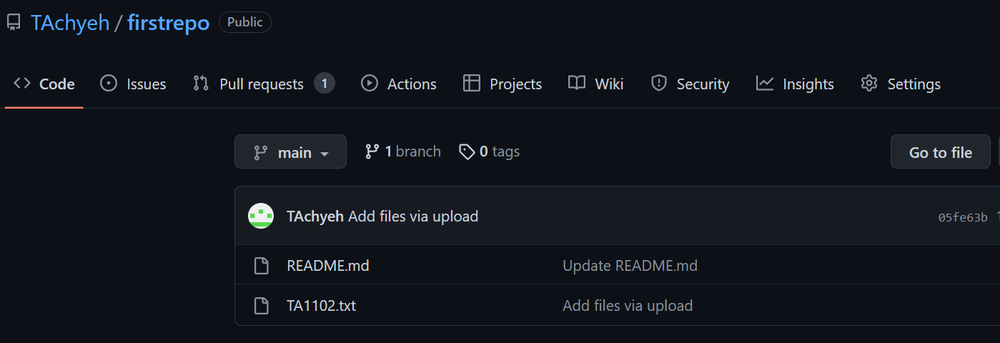 TAchyeh / firstrepo Public
Code Issues Pull requests 1 Actions Projects Wiki Security Insights Settings
main 1 branch 0 tags Go to file
TAchyeh Add files via upload 05fe63b
README.md Update README.md
TA1102.txt Add files via upload